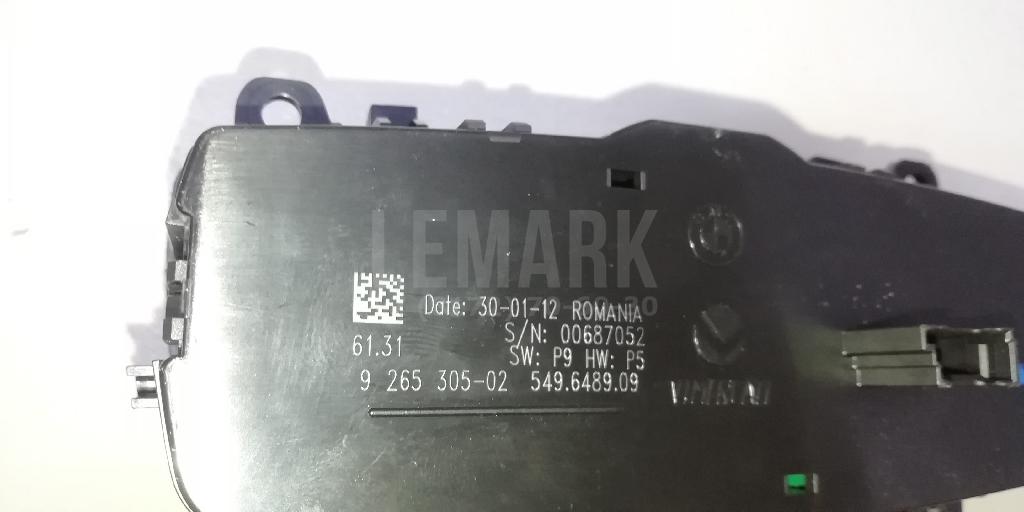 LEMARK
Date: 30-01-12 ROMANIA
S/N: 00687052
61.31
SW: P9 HW: P5
9 265 305-02 549.6489.09